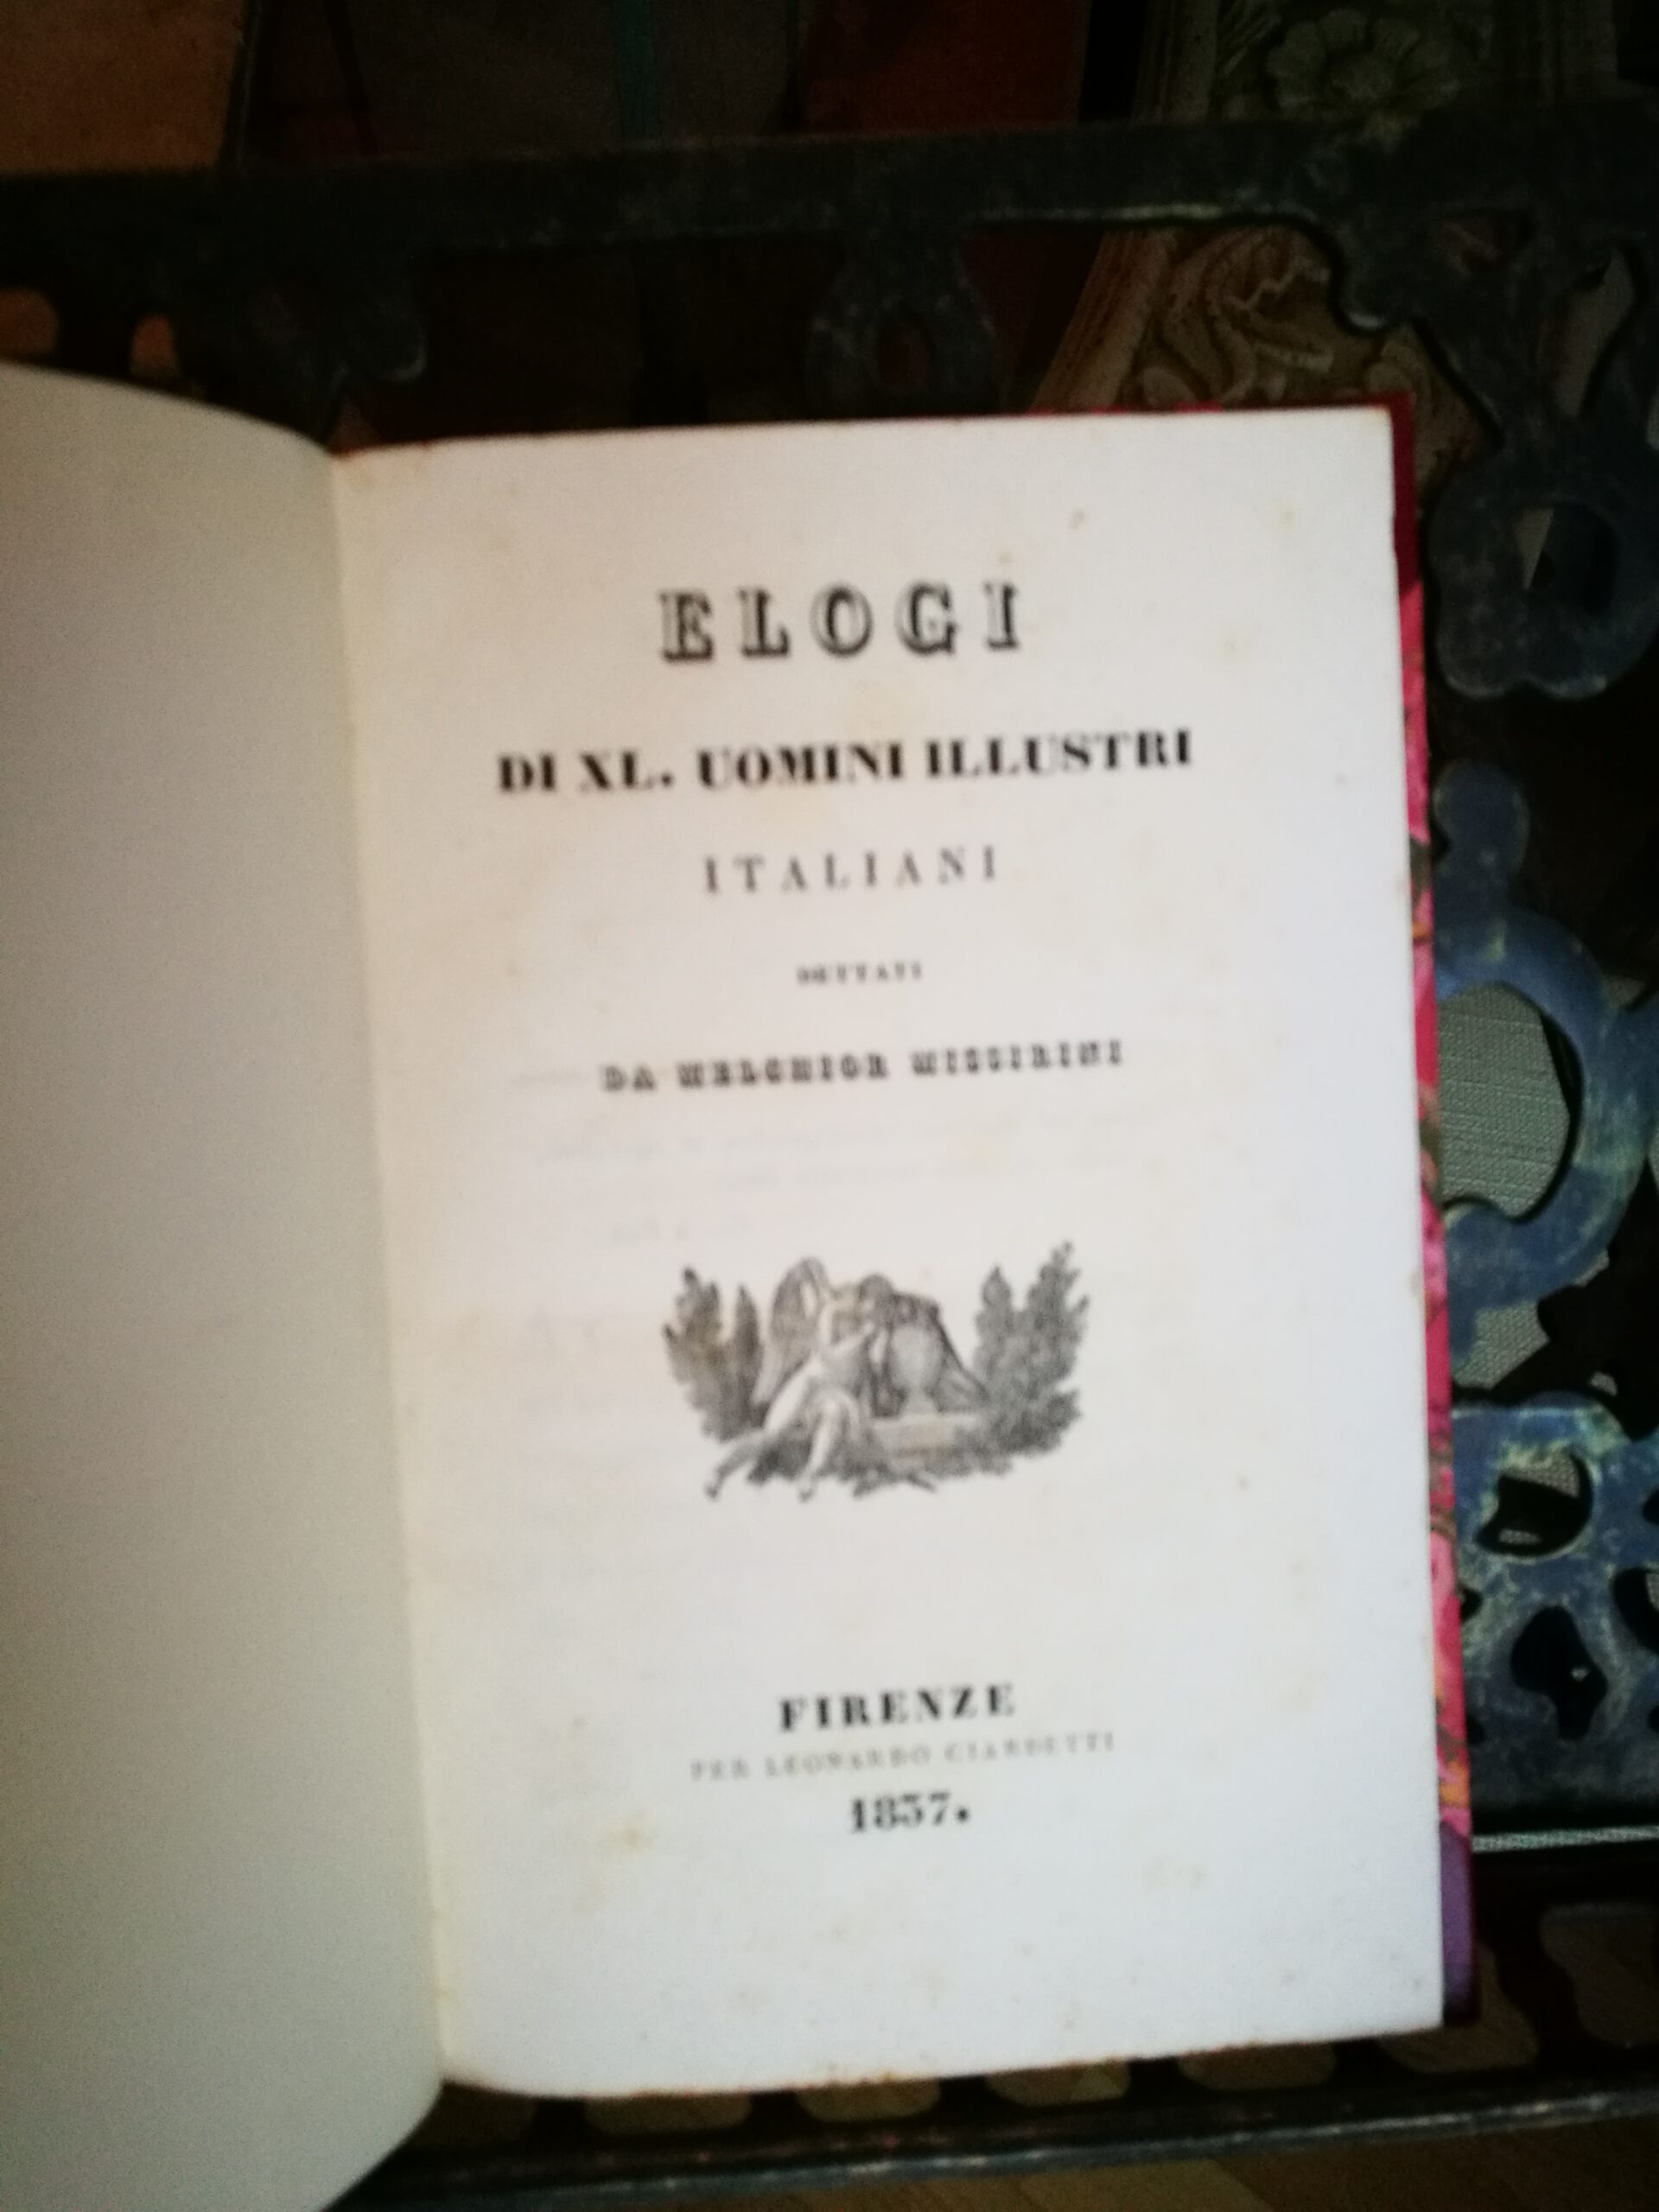 ELOGI
DI XL. UOMINI ILLUSTRI
ITALIANI
DETTATI
DA MELCHIOR MISSIRINI
FIRENZE
PER LEONARDO CIARDETTI
1837.